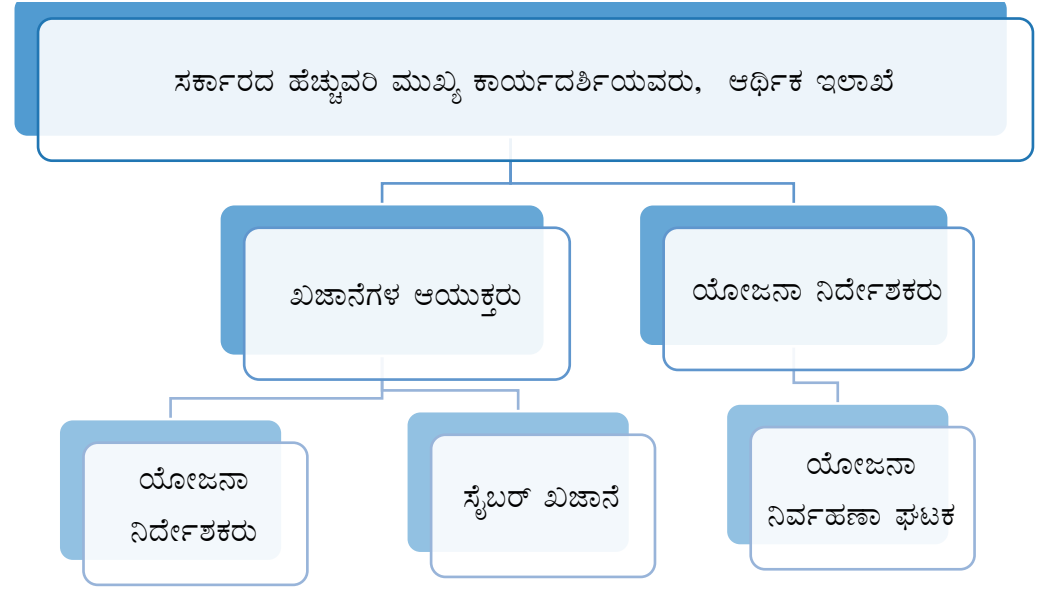 ಸರ್ಕಾರದ ಹೆಚ್ಚುವರಿ ಮುಖ್ಯ ಕಾರ್ಯದರ್ಶಿಯವರು, ಆರ್ಥಿಕ ಇಲಾಖೆ
ಖಜಾನೆಗಳ ಆಯುಕ್ತರು
ಯೋಜನಾ ನಿರ್ದೇಶಕರು
ಯೋಜನಾ
ನಿರ್ದೇಶಕರು
ಸೈಬರ್ ಖಜಾನೆ
ಯೋಜನಾ
ನಿರ್ವಹಣಾ ಘಟಕ